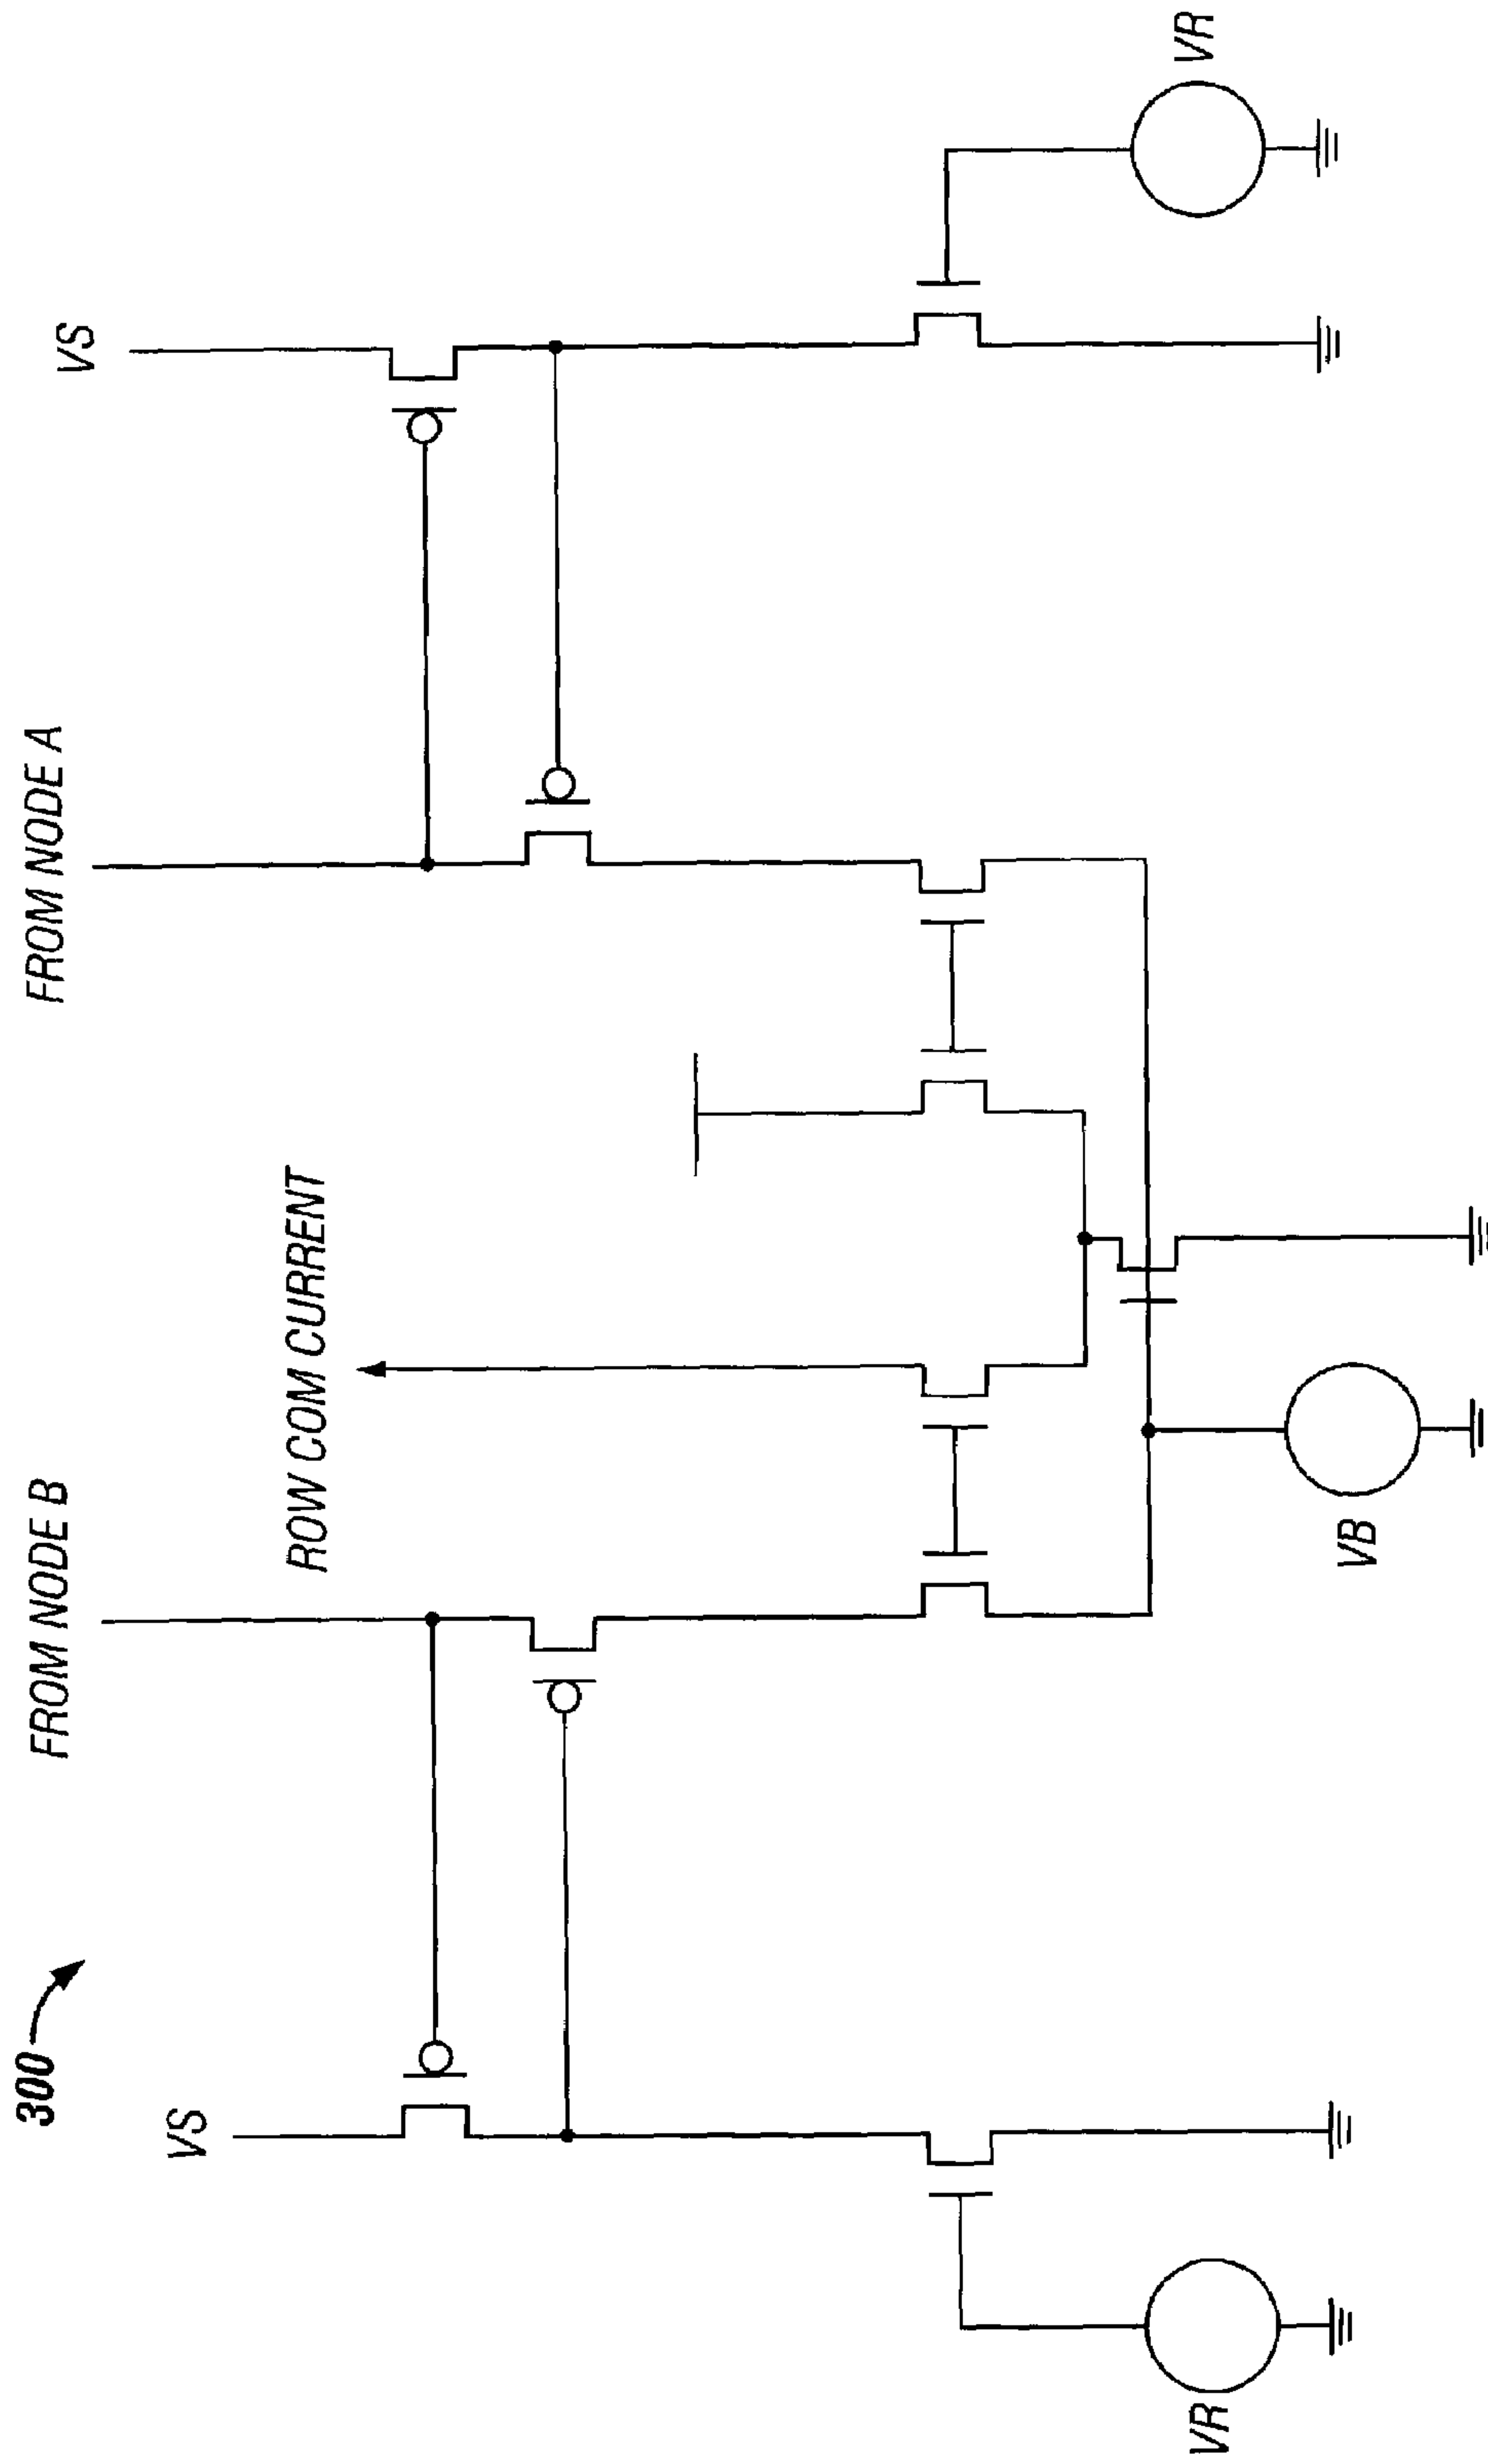 300
VS
FROM NODE B
ROW COM CURRENT
FROM NODE A
VS
VR
VB
VR